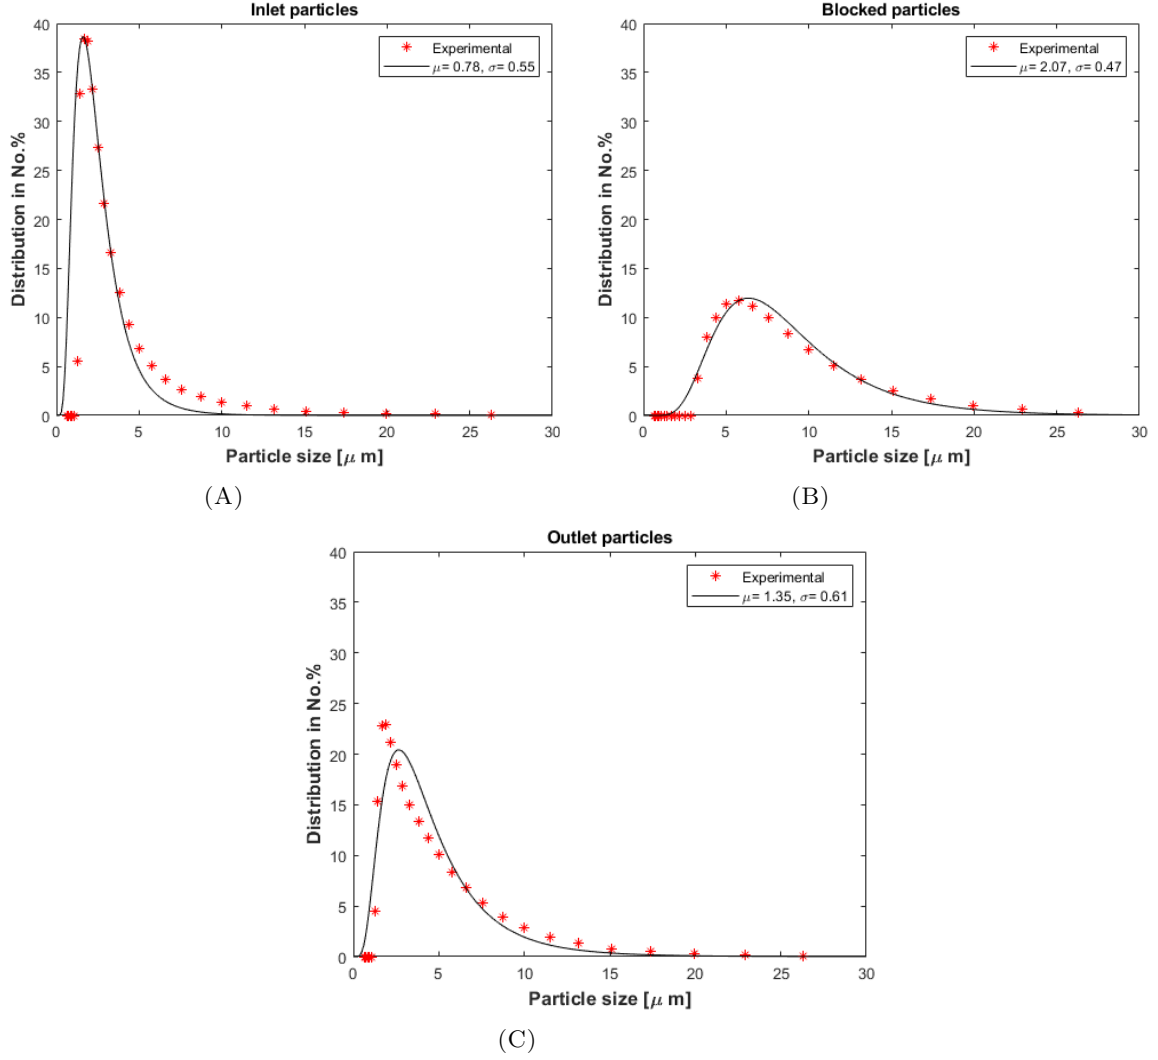 Inlet particles
40
35
30
25
20
15
10
5
0
Distribution in No.%
Experimental
μ= 0.78, σ= 0.55
0 5 10 15 20 25 30
Particle size [μ m]
(A)
Blocked particles
40
35
30
25
20
15
10
5
0
Distribution in No.%
Experimental
μ= 2.07, σ= 0.47
0 5 10 15 20 25 30
Particle size [μ m]
(B)
Outlet particles
40
35
30
25
20
15
10
5
0
Distribution in No.%
Experimental
μ= 1.35, σ= 0.61
0 5 10 15 20 25 30
Particle size [μ m]
(C)